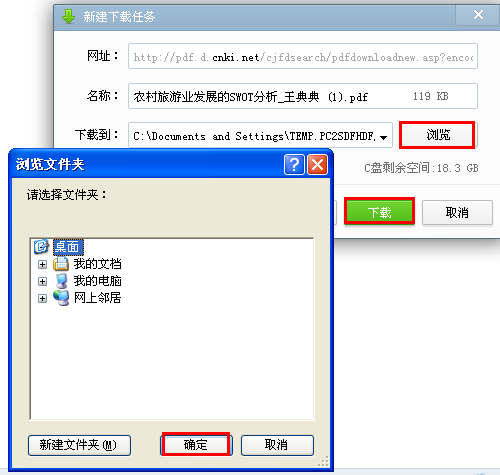 新建下载任务
网址： http://pdf.d.cnki.net/cjfdsearch/pdfdownloadnew.asp?encod
名称： 农村旅游业发展的SWOT分析_王典典 (1).pdf 119 KB
下载到： C:\Documents and Settings\TEMP.PC2SDFHDF, 浏览
C盘剩余空间:18.3 GB
下载 取消
浏览文件夹
请选择文件夹：
桌面
我的文档
我的电脑
网上邻居
新建文件夹(M) 确定 取消